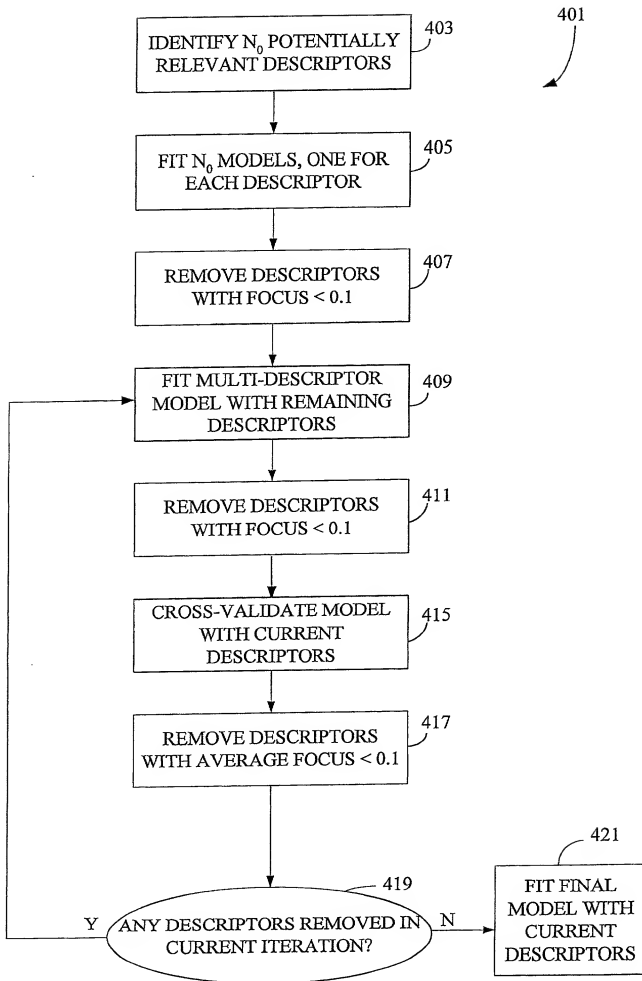 401
403
IDENTIFY N₀ POTENTIALLY
RELEVANT DESCRIPTORS
405
FIT N₀ MODELS, ONE FOR
EACH DESCRIPTOR
407
REMOVE DESCRIPTORS
WITH FOCUS < 0.1
409
FIT MULTI-DESCRIPTOR
MODEL WITH REMAINING
DESCRIPTORS
411
REMOVE DESCRIPTORS
WITH FOCUS < 0.1
415
CROSS-VALIDATE MODEL
WITH CURRENT
DESCRIPTORS
417
REMOVE DESCRIPTORS
WITH AVERAGE FOCUS < 0.1
419
ANY DESCRIPTORS REMOVED IN
CURRENT ITERATION?
Y
N
421
FIT FINAL
MODEL WITH
CURRENT
DESCRIPTORS